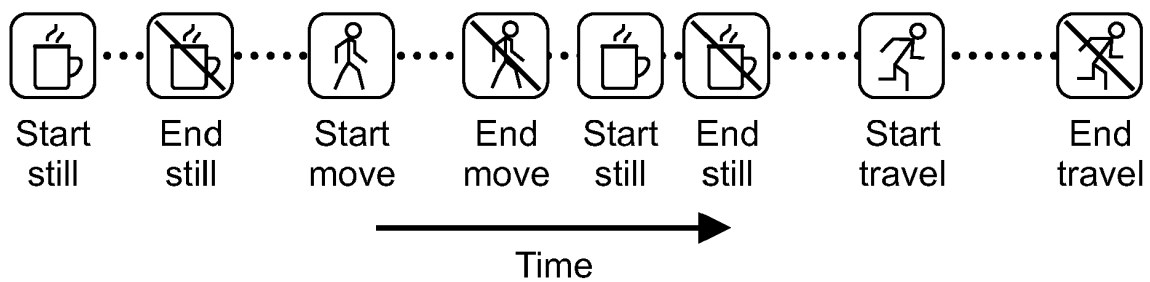 Start End Start End Start End Start End
still still move move still still travel travel
Time